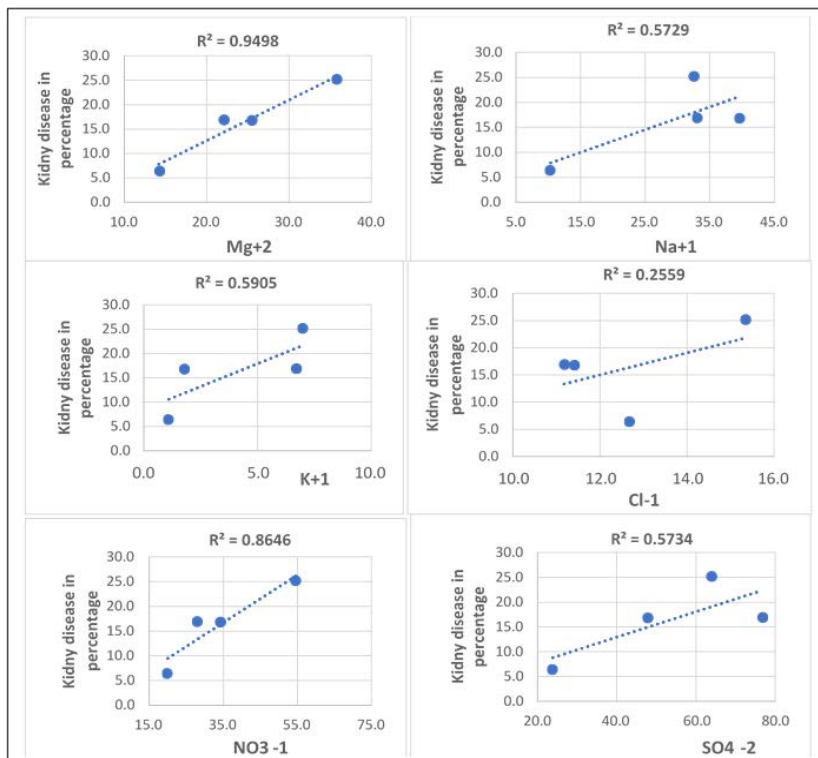 R² = 0.9498
Kidny disease in
percentage
30.0
25.0
20.0
15.0
10.0
5.0
0.0
10.0 20.0 30.0 40.0
Mg+2
R² = 0.5729
Kidny disease in
percentage
30.0
25.0
20.0
15.0
10.0
5.0
0.0
5.0 15.0 25.0 35.0 45.0
Na+1
R² = 0.5905
Kidny disease in
percentage
30.0
25.0
20.0
15.0
10.0
5.0
0.0
0.0 5.0 10.0
K+1
R² = 0.2559
Kidny disease in
percentage
30.0
25.0
20.0
15.0
10.0
5.0
0.0
10.0 12.0 14.0 16.0
Cl-1
R² = 0.8646
Kidny disease in
percentage
30.0
25.0
20.0
15.0
10.0
5.0
0.0
15.0 35.0 55.0 75.0
NO3 -1
R² = 0.5734
Kidny disease in
percentage
30.0
25.0
20.0
15.0
10.0
5.0
0.0
20.0 40.0 60.0 80.0
SO4 -2